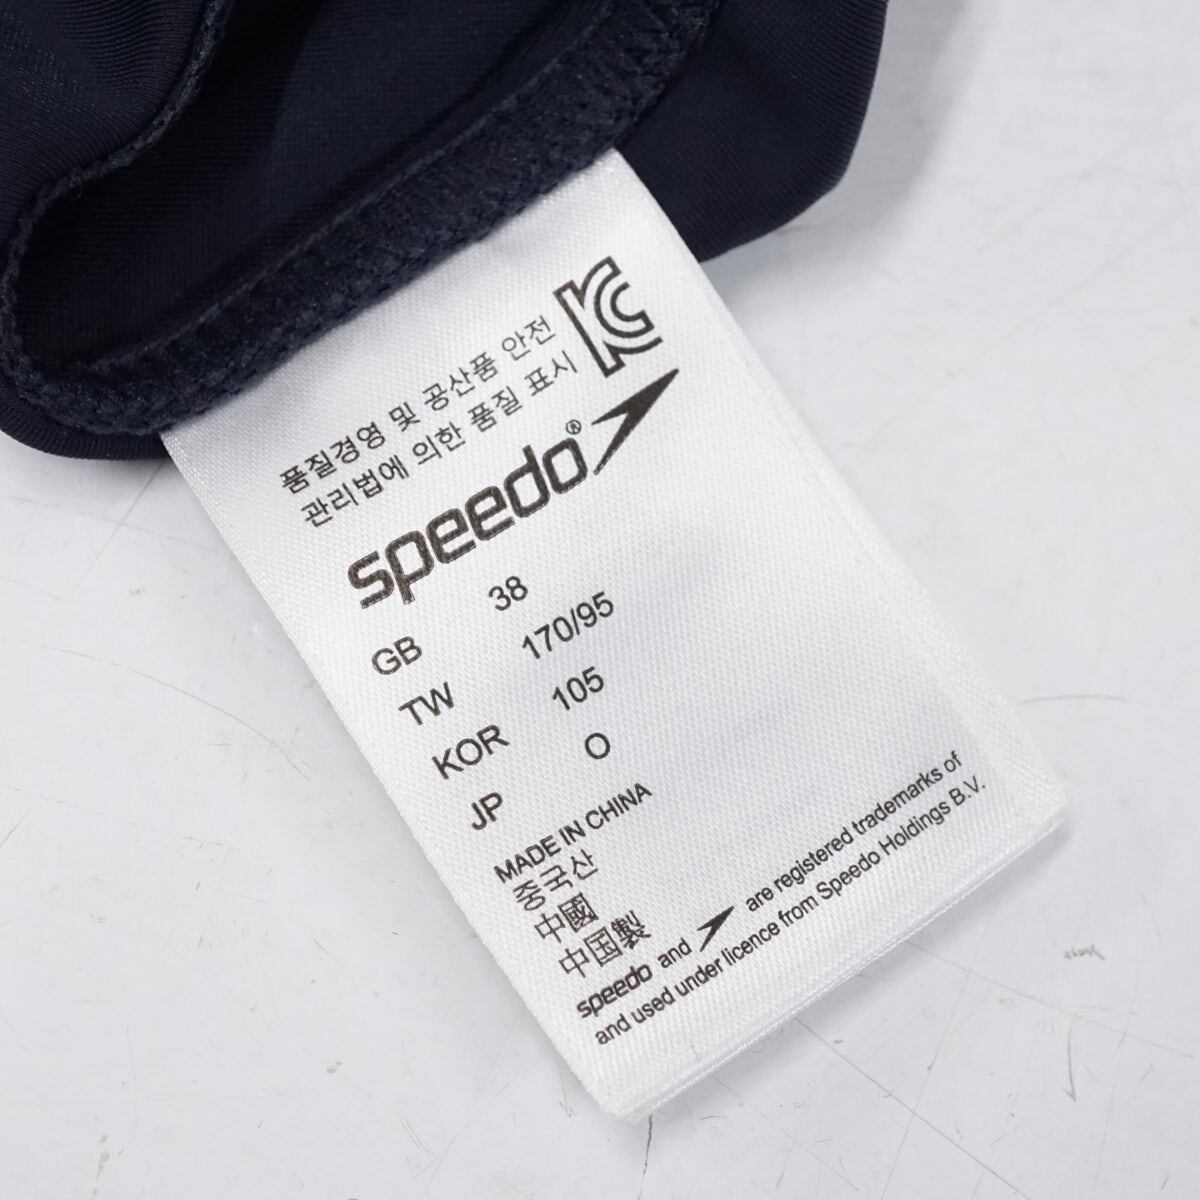 품질경영 및 공산품 안전
관리법에 의한 품질 표시
speedo®
GB 38
TW 170/95
KOR 105
JP O
MADE IN CHINA
중국산
中國
中国製
speedo and are registered trademarks of
and used under licence from Speedo Holdings B.V.